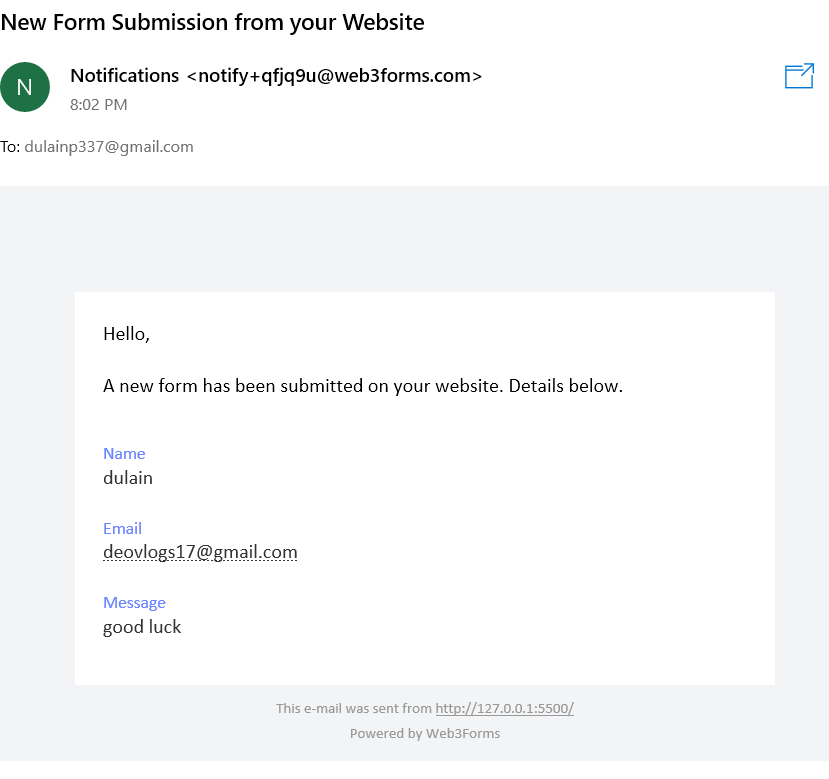 New Form Submission from your Website
N
Notifications <notify+qfjq9u@web3forms.com>
8:02 PM
To: dulainp337@gmail.com
Hello,
A new form has been submitted on your website. Details below.
Name
dulain
Email
deovlogs17@gmail.com
Message
good luck
This e-mail was sent from http://127.0.0.1:5500/
Powered by Web3Forms